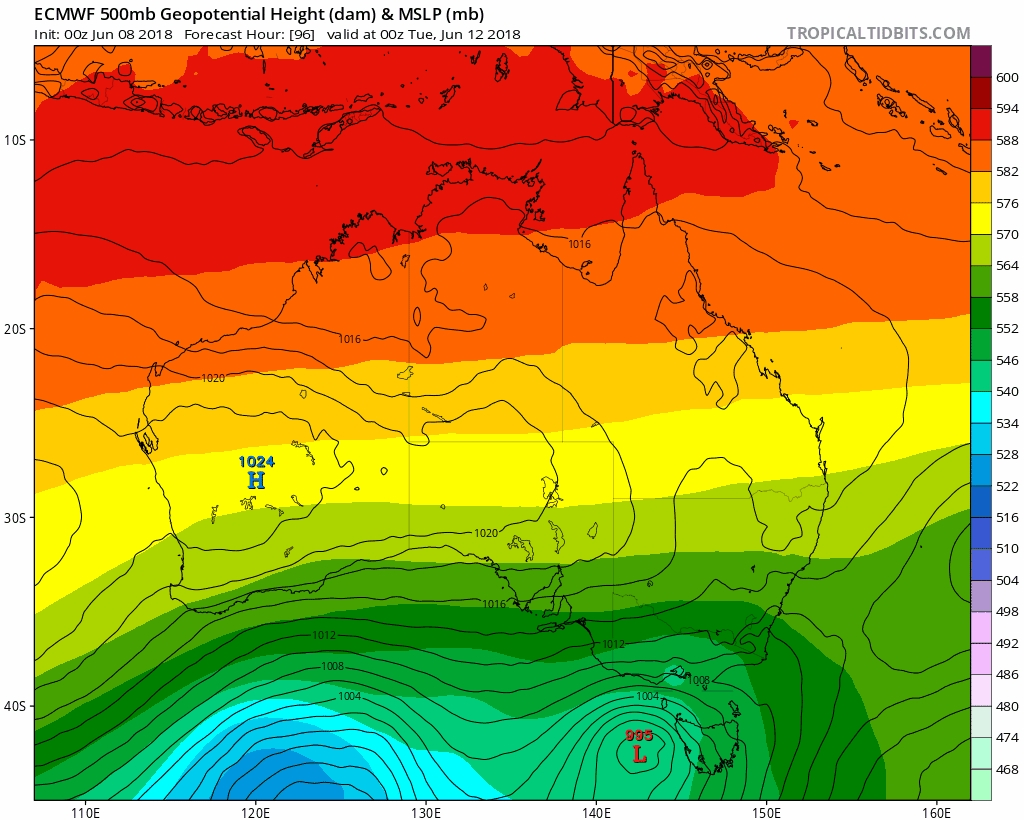 ECMWF 500mb Geopotential Height (dam) & MSLP (mb)
Init: 00z Jun 08 2018 Forecast Hour: [96] valid at 00z Tue, Jun 12 2018
TROPICALTIDBITS.COM
600
594
588
582
576
570
564
558
552
546
540
534
528
522
516
510
504
498
492
486
480
474
468
10S
20S
30S
40S
1016
1016
1020
1024
H
1020
1016
1012
1012
1008
1008
1004
1004
995
L
110E
120E
130E
140E
150E
160E